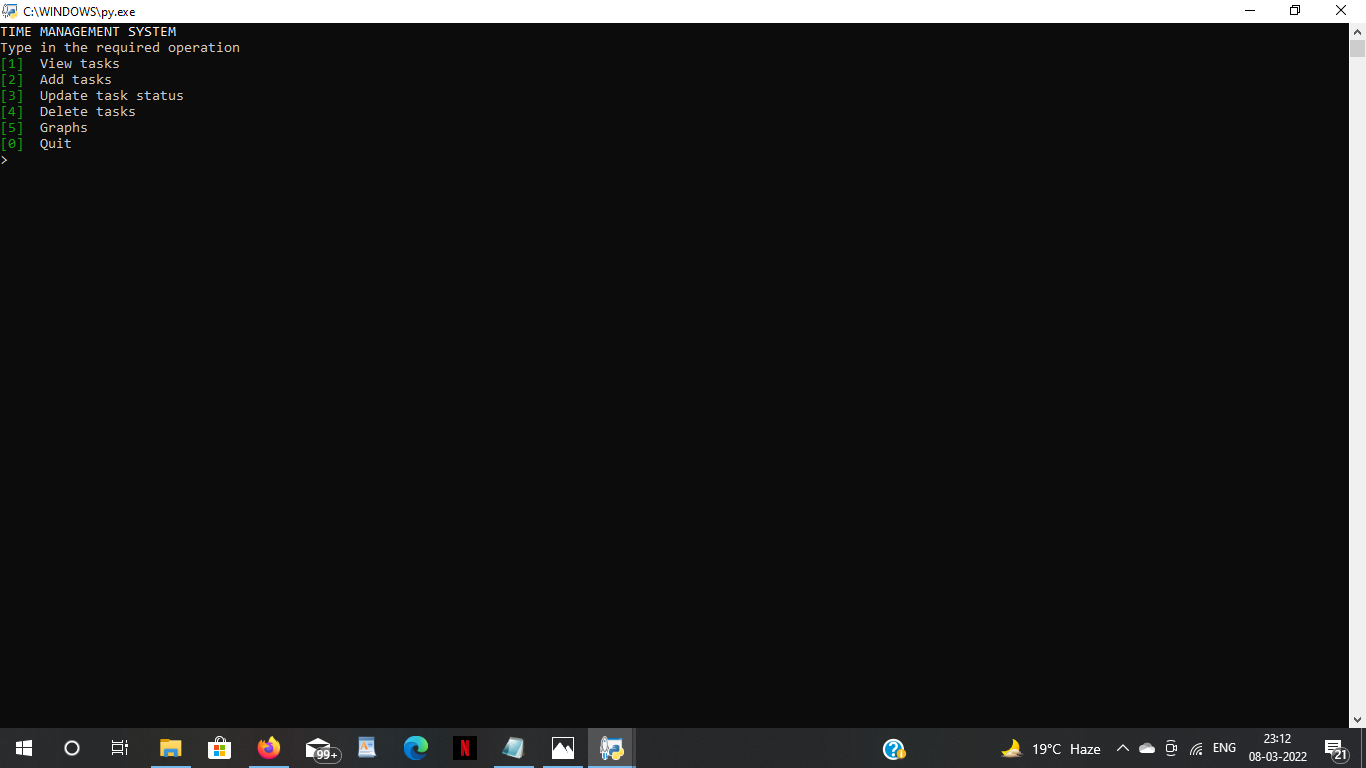 C:\WINDOWS\py.exe
TIME MANAGEMENT SYSTEM
Type in the required operation
[1]  View tasks
[2]  Add tasks
[3]  Update task status
[4]  Delete tasks
[5]  Graphs
[0]  Quit
>
99+
N
19°C Haze
ENG
23:12
08-03-2022
21